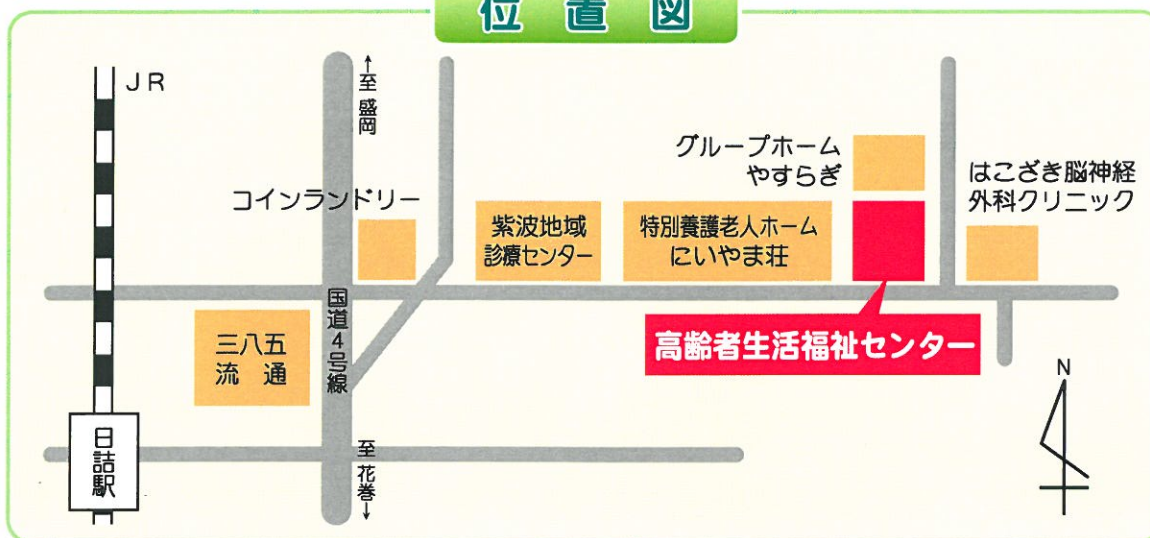 位置図
JR
↑至盛岡
コインランドリー
紫波地域
診療センター
特別養護老人ホーム
にいやま荘
グループホーム
やすらぎ
はこざき脳神経
外科クリニック
国道4号線
三八五
流通
高齢者生活福祉センター
N
日詰駅
至花巻↓